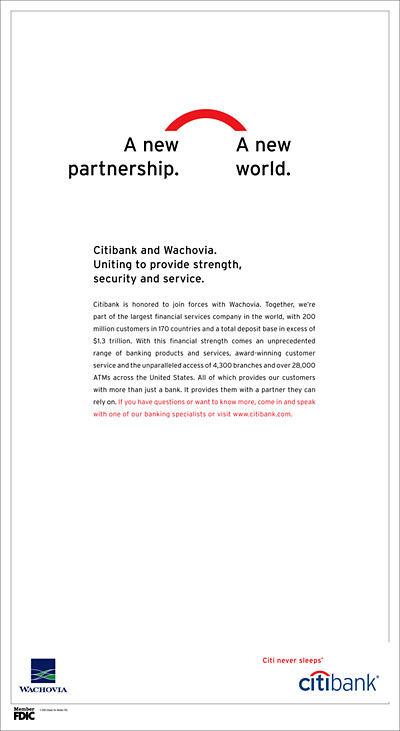 A new partnership.
A new world.
Citibank and Wachovia.
Uniting to provide strength,
security and service.
Citibank is honored to join forces with Wachovia. Together, we're
part of the largest financial services company in the world, with 200
million customers in 170 countries and a total deposit base in excess of
$1.3 trillion. With this financial strength comes an unprecedented
range of banking products and services, award-winning customer
service and the unparalleled access of 4,300 branches and over 28,000
ATMs across the United States. All of which provides our customers
with more than just a bank. It provides them with a partner they can
rely on. If you have questions or want to know more, come in and speak
with one of our banking specialists or visit www.citibank.com.
Citi never sleeps
WACHOVIA
citibank
Member
FDIC